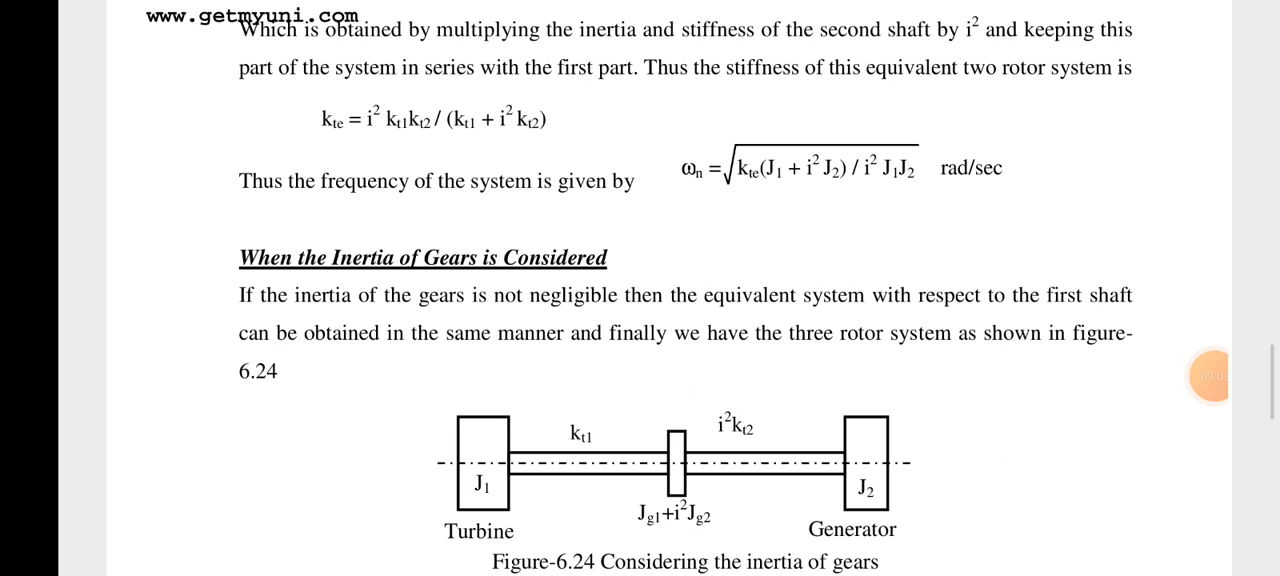 www.getmyuni.com
Which is obtained by multiplying the inertia and stiffness of the second shaft by i² and keeping this
part of the system in series with the first part. Thus the stiffness of this equivalent two rotor system is
kₜₑ = i² kₜ₁kₜ₂ / (kₜ₁ + i² kₜ₂)
Thus the frequency of the system is given by ωₙ = √kₜₑ(J₁ + i² J₂) / i² J₁J₂ rad/sec
When the Inertia of Gears is Considered
If the inertia of the gears is not negligible then the equivalent system with respect to the first shaft
can be obtained in the same manner and finally we have the three rotor system as shown in figure-
6.24
kₜ₁ i²kₜ₂
J₁ J₂
Jg1+i²Jg2
Turbine Generator
Figure-6.24 Considering the inertia of gears